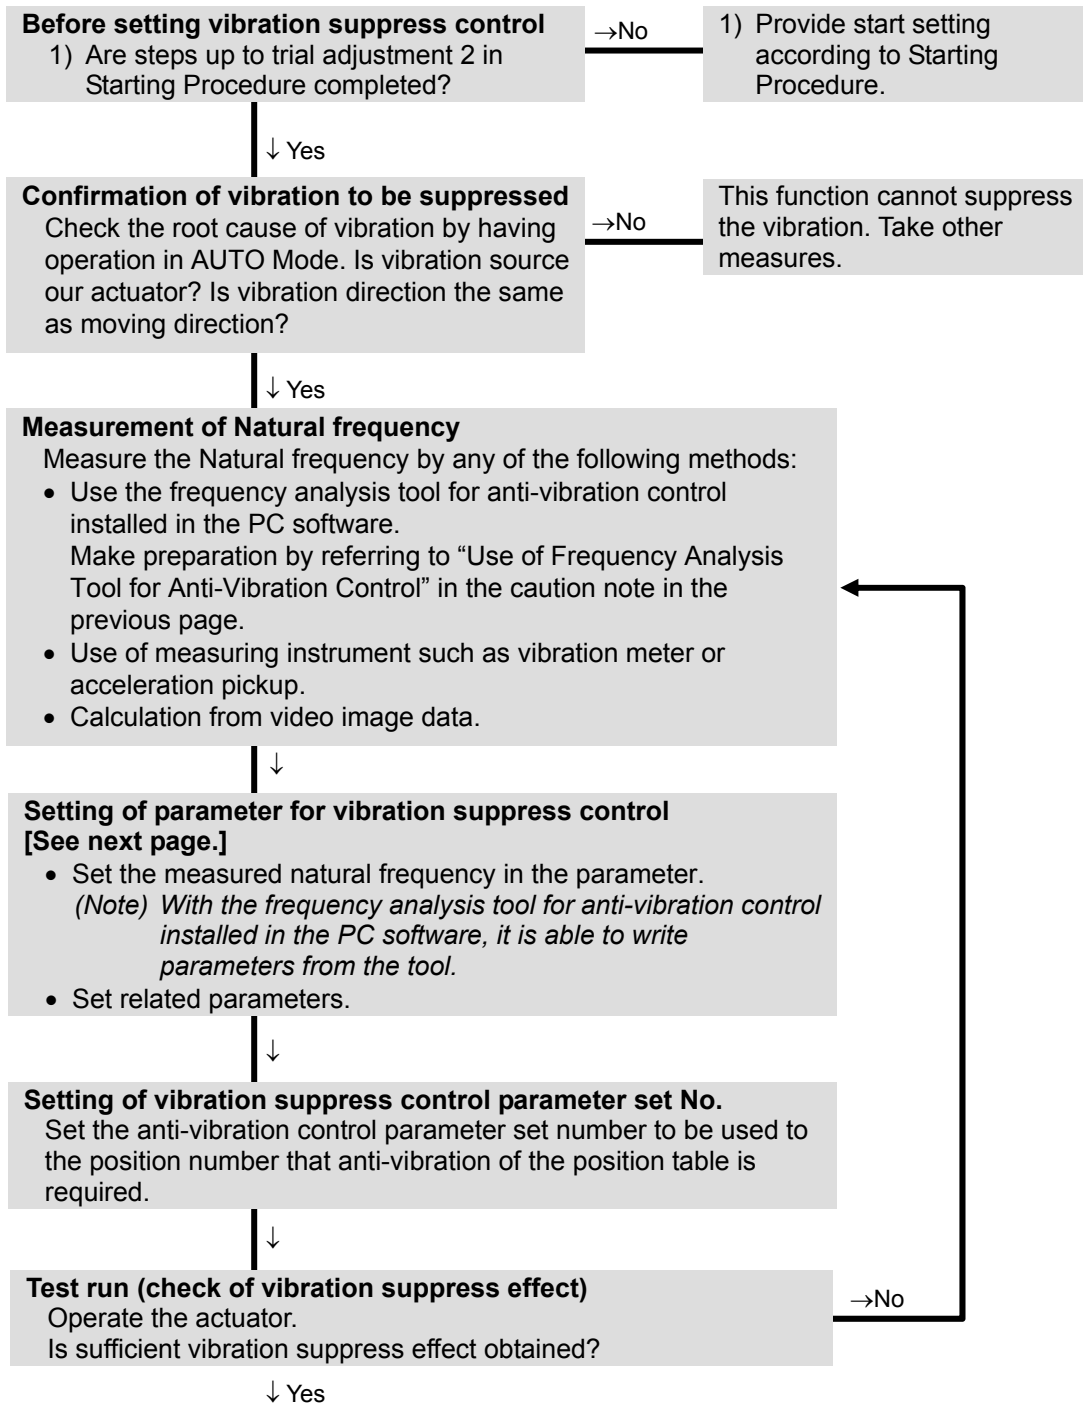 Before setting vibration suppress control
1) Are steps up to trial adjustment 2 in
Starting Procedure completed?
→No
1) Provide start setting
according to Starting
Procedure.
↓ Yes
Confirmation of vibration to be suppressed
Check the root cause of vibration by having
operation in AUTO Mode. Is vibration source
our actuator? Is vibration direction the same
as moving direction?
→No
This function cannot suppress
the vibration. Take other
measures.
↓ Yes
Measurement of Natural frequency
Measure the Natural frequency by any of the following methods:
• Use the frequency analysis tool for anti-vibration control
installed in the PC software.
Make preparation by referring to “Use of Frequency Analysis
Tool for Anti-Vibration Control” in the caution note in the
previous page.
• Use of measuring instrument such as vibration meter or
acceleration pickup.
• Calculation from video image data.
↓
Setting of parameter for vibration suppress control
[See next page.]
• Set the measured natural frequency in the parameter.
(Note) With the frequency analysis tool for anti-vibration control
installed in the PC software, it is able to write
parameters from the tool.
• Set related parameters.
↓
Setting of vibration suppress control parameter set No.
Set the anti-vibration control parameter set number to be used to
the position number that anti-vibration of the position table is
required.
↓
Test run (check of vibration suppress effect)
Operate the actuator.
Is sufficient vibration suppress effect obtained?
→No
↓ Yes